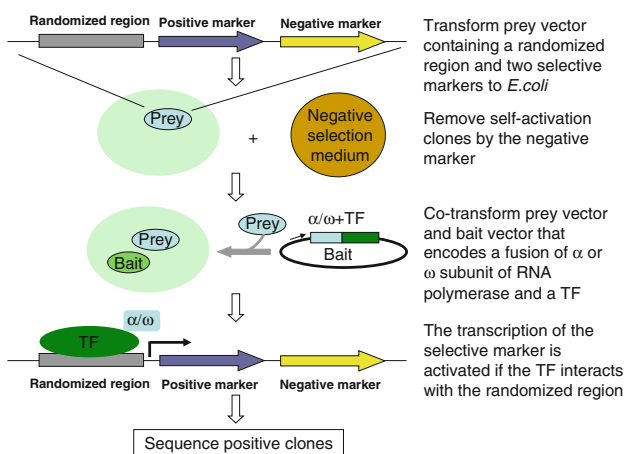 Randomized region Positive marker Negative marker
Transform prey vector
containing a randomized
region and two selective
markers to E.coli
Prey
+
Negative
selection
medium
Remove self-activation
clones by the negative
marker
Prey
Bait
Prey
α/ω+TF
Bait
Co-transform prey vector
and bait vector that
encodes a fusion of α or
ω subunit of RNA
polymerase and a TF
TF
α/ω
Randomized region Positive marker Negative marker
The transcription of the
selective marker is
activated if the TF interacts
with the randomized region
Sequence positive clones